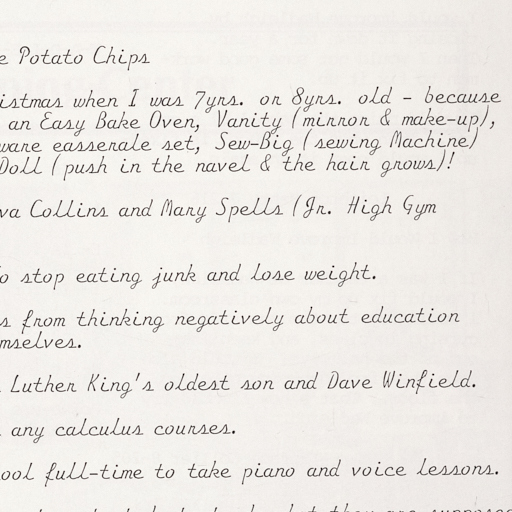 e Potato Chips
istmas when I was 7yrs. or 8yrs. old - because
an Easy Bake Oven, Vanity (mirror & make-up),
ware easserale set, Sew-Big (sewing Machine)
Doll (push in the navel & the hair grows)!
va Collins and Mary Spells (Jr. High Gym
o stop eating junk and lose weight.
s from thinking negatively about education
mselves.
Luther King's oldest son and Dave Winfield.
any calculus courses.
ool full-time to take piano and voice lessons.